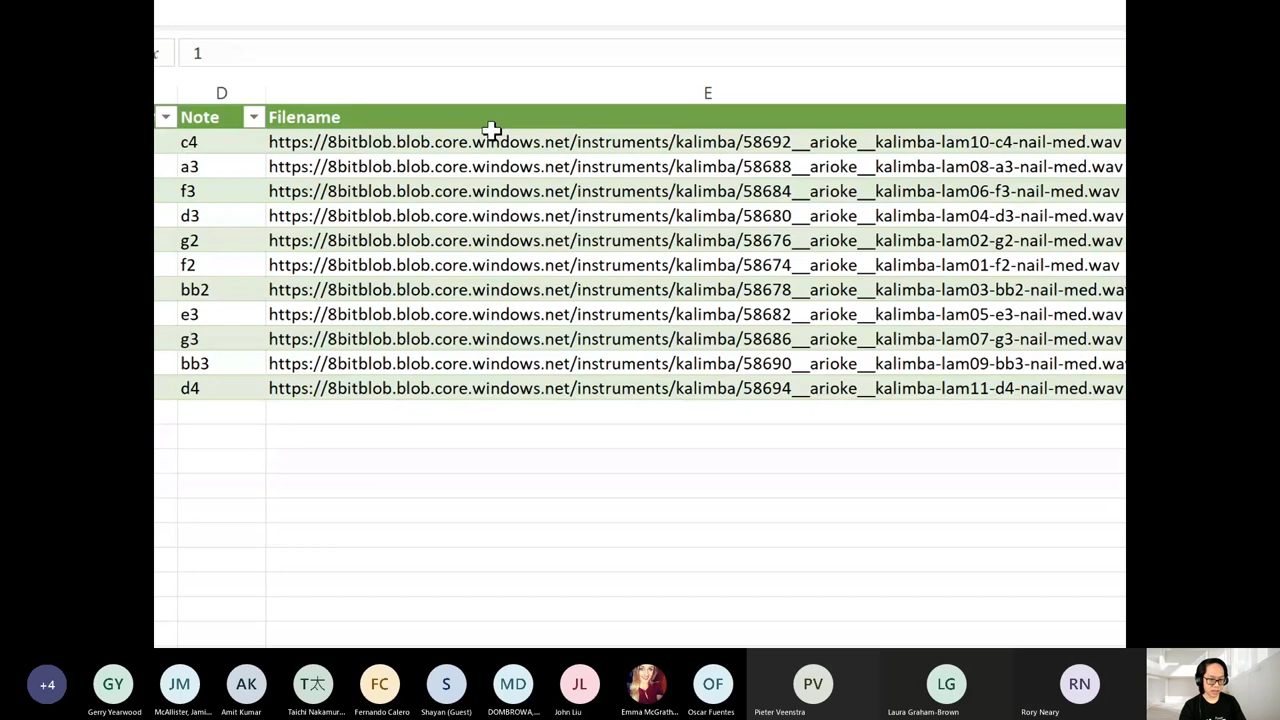 1
D E
Note Filename
c4 https://8bitblob.blob.core.windows.net/instruments/kalimba/58692__arioke__kalimba-lam10-c4-nail-med.wav
a3 https://8bitblob.blob.core.windows.net/instruments/kalimba/58688__arioke__kalimba-lam08-a3-nail-med.wav
f3 https://8bitblob.blob.core.windows.net/instruments/kalimba/58684__arioke__kalimba-lam06-f3-nail-med.wav
d3 https://8bitblob.blob.core.windows.net/instruments/kalimba/58680__arioke__kalimba-lam04-d3-nail-med.wav
g2 https://8bitblob.blob.core.windows.net/instruments/kalimba/58676__arioke__kalimba-lam02-g2-nail-med.wav
f2 https://8bitblob.blob.core.windows.net/instruments/kalimba/58674__arioke__kalimba-lam01-f2-nail-med.wav
bb2 https://8bitblob.blob.core.windows.net/instruments/kalimba/58678__arioke__kalimba-lam03-bb2-nail-med.wav
e3 https://8bitblob.blob.core.windows.net/instruments/kalimba/58682__arioke__kalimba-lam05-e3-nail-med.wav
g3 https://8bitblob.blob.core.windows.net/instruments/kalimba/58686__arioke__kalimba-lam07-g3-nail-med.wav
bb3 https://8bitblob.blob.core.windows.net/instruments/kalimba/58690__arioke__kalimba-lam09-bb3-nail-med.wav
d4 https://8bitblob.blob.core.windows.net/instruments/kalimba/58694__arioke__kalimba-lam11-d4-nail-med.wav
+4 GY JM AK T太 FC S MD JL OF PV LG RN
Gerry Yearwood McAllister, Jami... Amit Kumar Taichi Nakamur... Fernando Calero Shayan (Guest) DOMBROWA,... John Liu Emma McGrath... Oscar Fuentes Pieter Veenstra Laura Graham-Brown Rory Neary